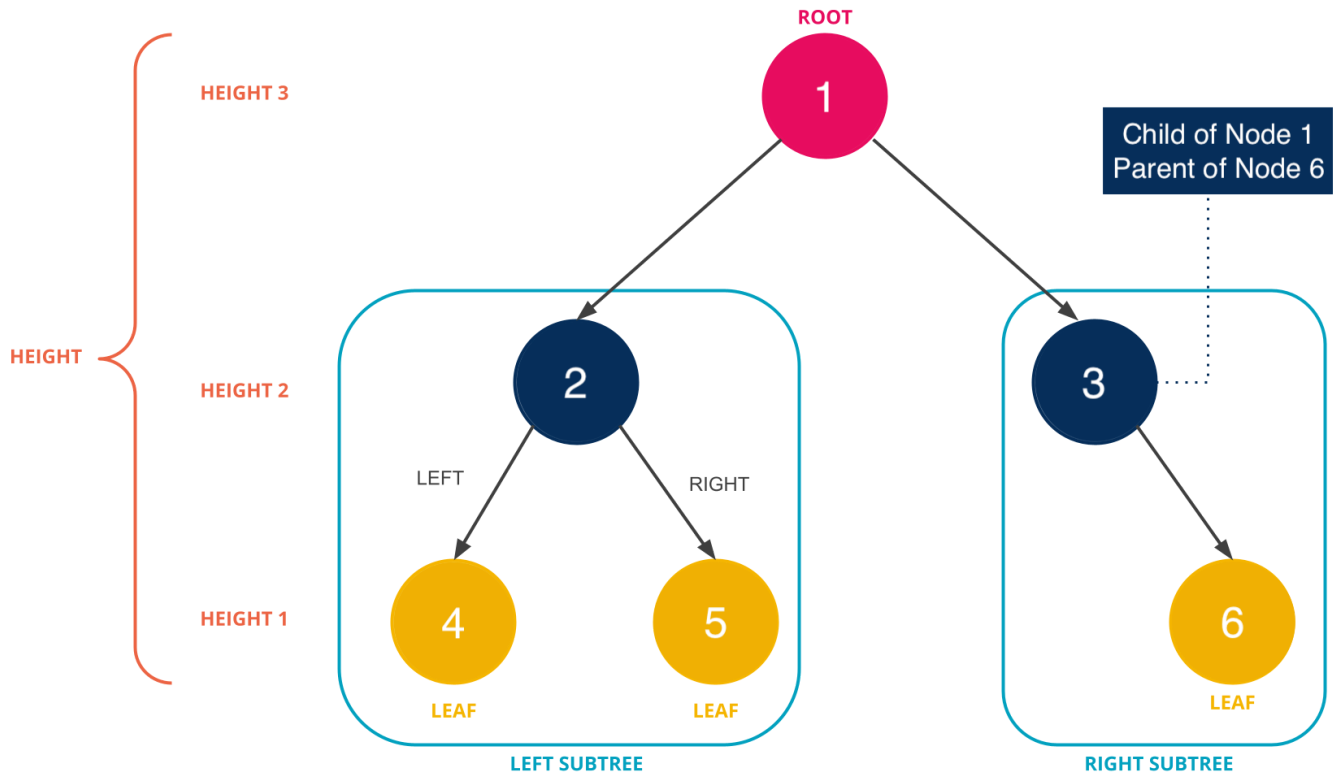 ROOT
HEIGHT 3
1
Child of Node 1
Parent of Node 6
HEIGHT
HEIGHT 2
2
3
LEFT
RIGHT
HEIGHT 1
4
5
6
LEAF
LEAF
LEAF
LEFT SUBTREE
RIGHT SUBTREE